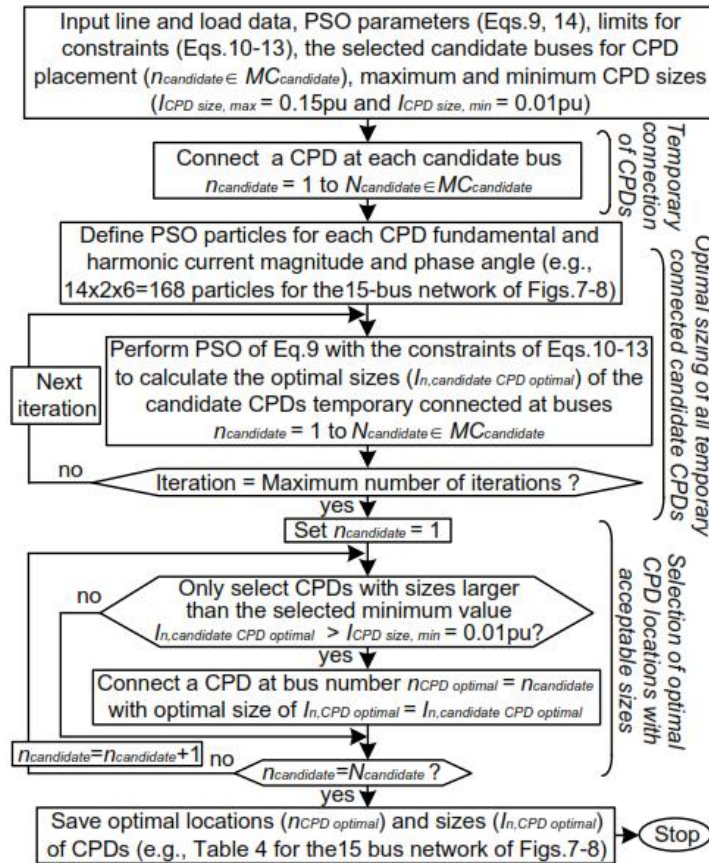 Input line and load data, PSO parameters (Eqs.9, 14), limits for
constraints (Eqs.10-13), the selected candidate buses for CPD
placement (ncandidate∈ MCcandidate), maximum and minimum CPD sizes
(ICPD size, max = 0.15pu and ICPD size, min = 0.01pu)
Temporary
connection
of CPDs
Connect a CPD at each candidate bus
ncandidate = 1 to Ncandidate∈MCcandidate
Optimal sizing of all temporary
connected candidate CPDs
Define PSO particles for each CPD fundamental and
harmonic current magnitude and phase angle (e.g.,
14x2x6=168 particles for the15-bus network of Figs.7-8)
Next
iteration
Perform PSO of Eq.9 with the constraints of Eqs.10-13
to calculate the optimal sizes (In,candidate CPD optimal) of the
candidate CPDs temporary connected at buses
ncandidate = 1 to Ncandidate∈ MCcandidate
no
Iteration = Maximum number of iterations ?
yes
Set ncandidate = 1
Selection of optimal
CPD locations with
acceptable sizes
no
Only select CPDs with sizes larger
than the selected minimum value
In,candidate CPD optimal > ICPD size, min = 0.01pu?
yes
Connect a CPD at bus number nCPD optimal = ncandidate
with optimal size of In,CPD optimal = In,candidate CPD optimal
ncandidate=ncandidate+1
no
ncandidate=Ncandidate ?
yes
Save optimal locations (nCPD optimal) and sizes (In,CPD optimal)
of CPDs (e.g., Table 4 for the15 bus network of Figs.7-8)
Stop